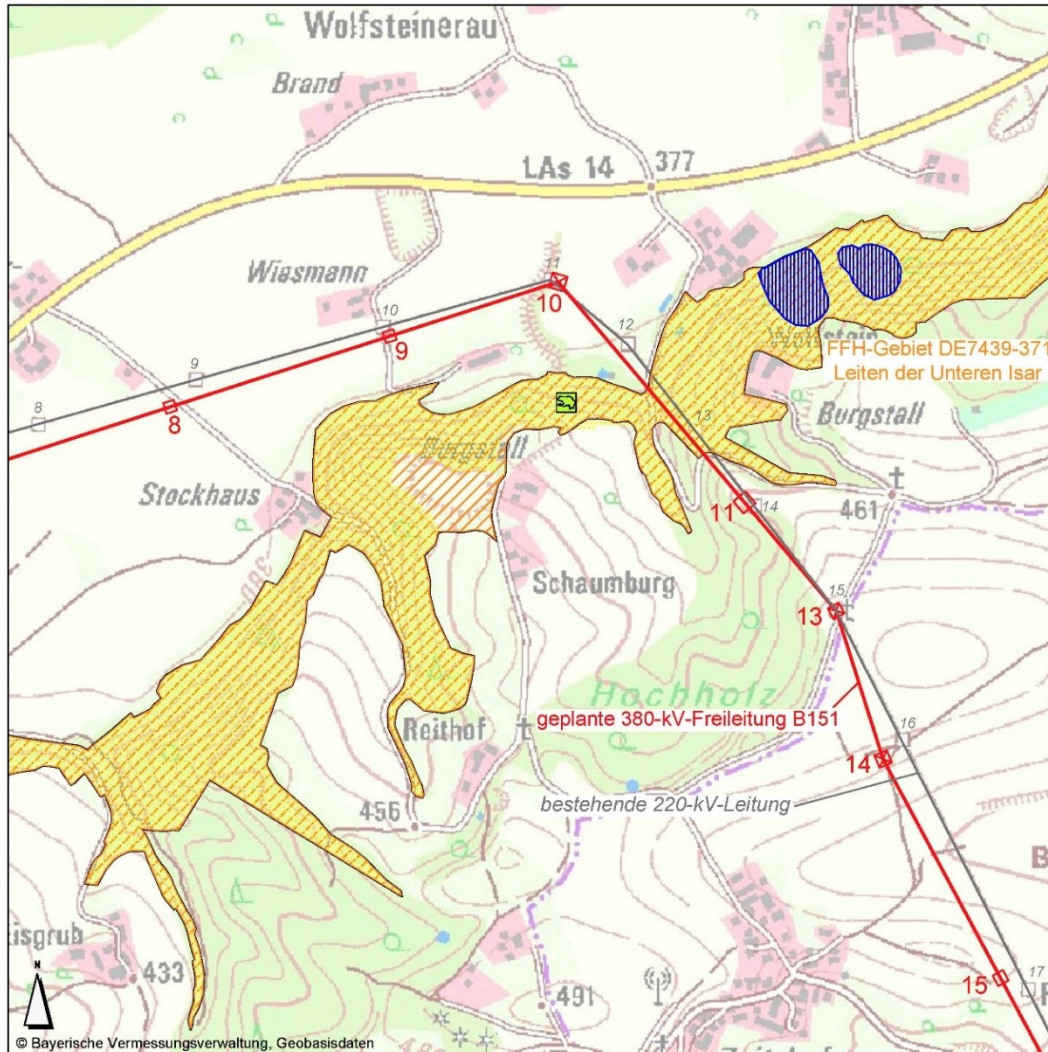 Wolfsteinerau
Brand
LAs 14
377
Wiesmann
11
10
10
9
12
9
8
8
FFH-Gebiet DE7439-371
Leiten der Unteren Isar
Burgstall
13
Burgstall
Stockhaus
11
14
461
380
Schaumburg
15
13
Hochholz
geplante 380-kV-Freileitung B151
Reithof
16
14
bestehende 220-kV-Leitung
456
B
isgrub
433
15
17
491
N
© Bayerische Vermessungsverwaltung, Geobasisdaten